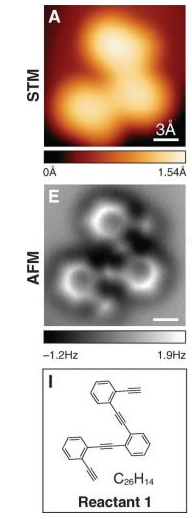 A
STM
3Å
0Å 1.54Å
E
AFM
−1.2Hz 1.9Hz
I
C₂₆H₁₄
Reactant 1